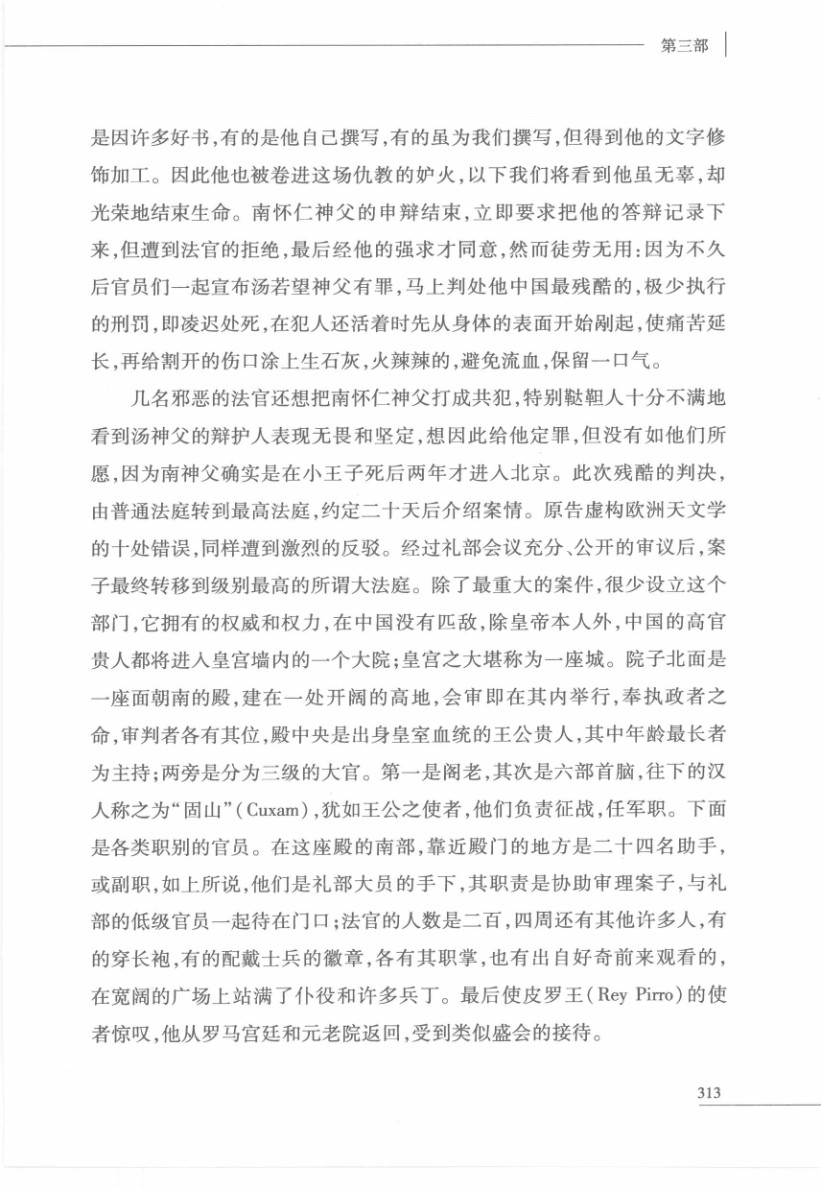 第三部
是因许多好书,有的是他自己撰写,有的虽为我们撰写,但得到他的文字修
饰加工。因此他也被卷进这场仇教的妒火,以下我们将看到他虽无辜,却
光荣地结束生命。南怀仁神父的申辩结束,立即要求把他的答辩记录下
来,但遭到法官的拒绝,最后经他的强求才同意,然而徒劳无用:因为不久
后官员们一起宣布汤若望神父有罪,马上判处他中国最残酷的,极少执行
的刑罚,即凌迟处死,在犯人还活着时先从身体的表面开始剐起,使痛苦延
长,再给割开的伤口涂上生石灰,火辣辣的,避免流血,保留一口气。
几名邪恶的法官还想把南怀仁神父打成共犯,特别鞑靼人十分不满地
看到汤神父的辩护人表现无畏和坚定,想因此给他定罪,但没有如他们所
愿,因为南神父确实是在小王子死后两年才进入北京。此次残酷的判决,
由普通法庭转到最高法庭,约定二十天后介绍案情。原告虚构欧洲天文学
的十处错误,同样遭到激烈的反驳。经过礼部会议充分、公开的审议后,案
子最终转移到级别最高的所谓大法庭。除了最重大的案件,很少设立这个
部门,它拥有的权威和权力,在中国没有匹敌,除皇帝本人外,中国的高官
贵人都将进入皇宫墙内的一个大院;皇宫之大堪称为一座城。院子北面是
一座面朝南的殿,建在一处开阔的高地,会审即在其内举行,奉执政者之
命,审判者各有其位,殿中央是出身皇室血统的王公贵人,其中年龄最长者
为主持;两旁是分为三级的大官。第一是阁老,其次是六部首脑,往下的汉
人称之为“固山”(Cuxam),犹如王公之使者,他们负责征战,任军职。下面
是各类职别的官员。在这座殿的南部,靠近殿门的地方是二十四名助手,
或副职,如上所说,他们是礼部大员的手下,其职责是协助审理案子,与礼
部的低级官员一起待在门口;法官的人数是二百,四周还有其他许多人,有
的穿长袍,有的配戴士兵的徽章,各有其职掌,也有出自好奇前来观看的,
在宽阔的广场上站满了仆役和许多兵丁。最后使皮罗王(Rey Pirro)的使
者惊叹,他从罗马宫廷和元老院返回,受到类似盛会的接待。
313